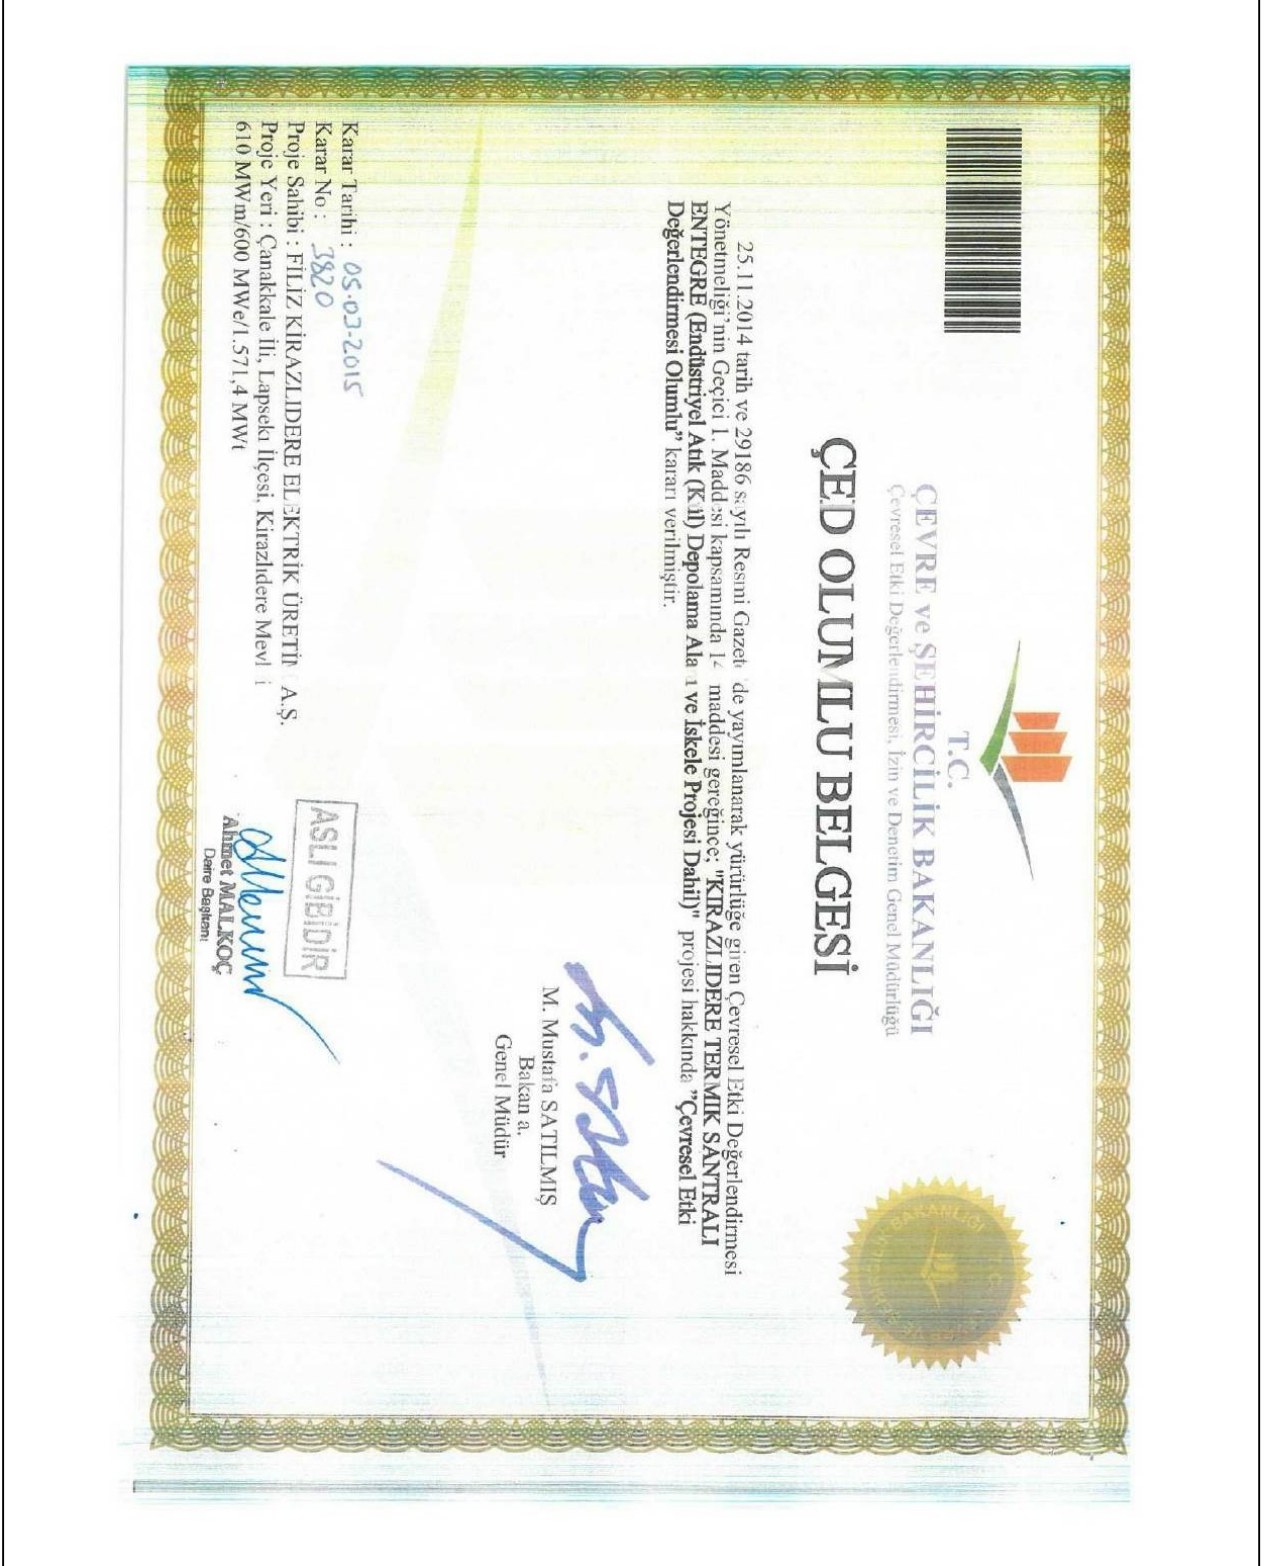 T.C.
ÇEVRE ve ŞEHİRCİLİK BAKANLIĞI
Çevresel Etki Değerlendirmesi, İzin ve Denetim Genel Müdürlüğü
ÇED OLUMLU BELGESİ
25.11.2014 tarih ve 29186 sayılı Resmi Gazete'de yayımlanarak yürürlüğe giren Çevresel Etki Değerlendirmesi
Yönetmeliği'nin Geçici 1. Maddesi kapsamında 14. maddesi gereğince; "KİRAZLIDERE TERMİK SANTRALI
ENTEGRE (Endüstriyel Atık (Kül) Depolama Alanı ve İskele Projesi Dahil)" projesi hakkında "Çevresel Etki
Değerlendirmesi Olumlu" kararı verilmiştir.
M. Mustafa SATILMIŞ
Bakan a.
Genel Müdür
Karar Tarihi : 05.03.2015
Karar No : 3820
Proje Sahibi : FİLİZ KİRAZLIDERE ELEKTRİK ÜRETİM A.Ş.
Proje Yeri : Çanakkale İli, Lapseki İlçesi, Kirazlıdere Mevkii
610 MWm/600 MWe/1.571,4 MWt
ASLI GİBİDİR
Ahmet MALKOÇ
Daire Başkanı
BAKANLIĞI